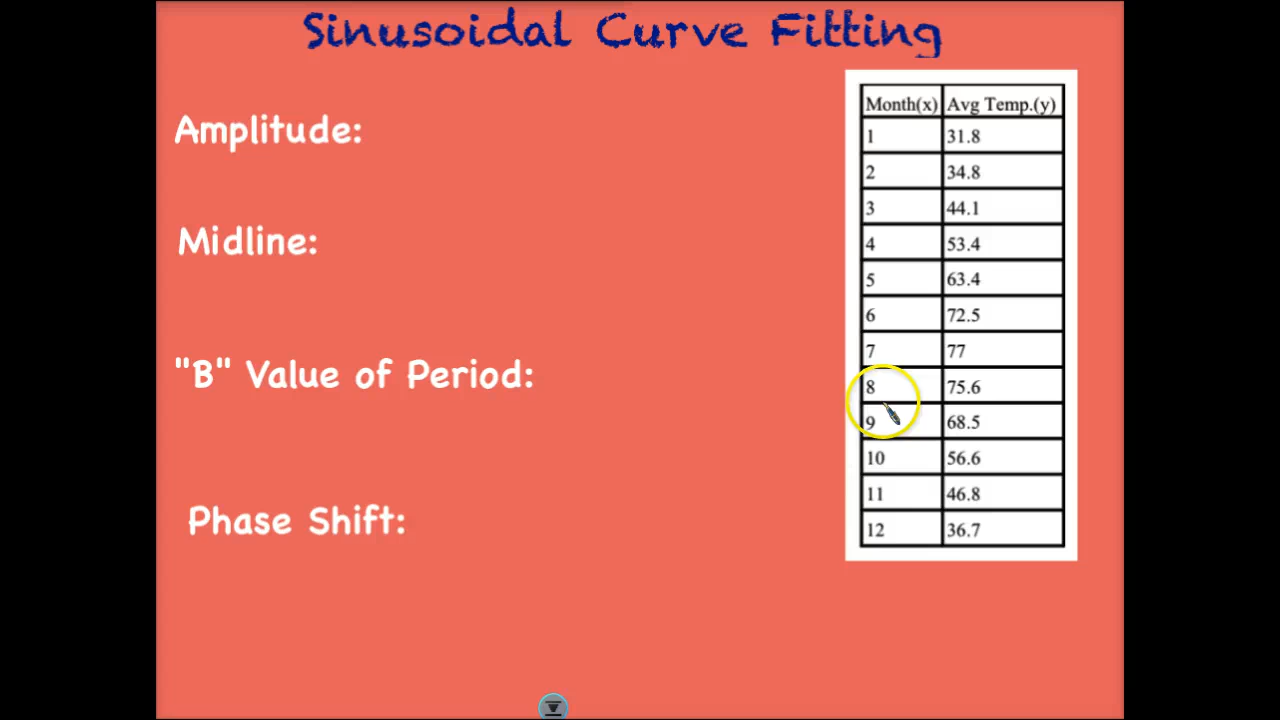 Sinusoidal Curve Fitting
Amplitude:
Midline:
"B" Value of Period:
Phase Shift:
Month(x) Avg Temp.(y)
1 31.8
2 34.8
3 44.1
4 53.4
5 63.4
6 72.5
7 77
8 75.6
9 68.5
10 56.6
11 46.8
12 36.7